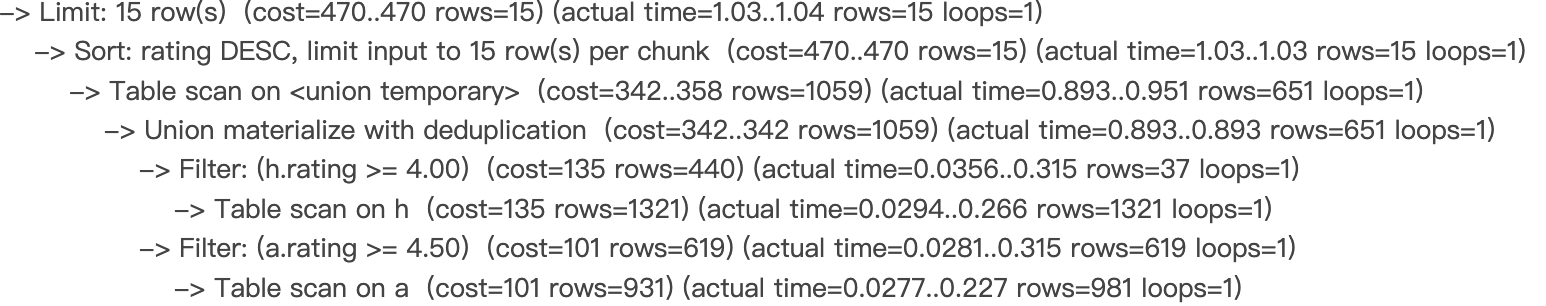 –> Limit: 15 row(s)  (cost=470..470 rows=15) (actual time=1.03..1.04 rows=15 loops=1)
–> Sort: rating DESC, limit input to 15 row(s) per chunk  (cost=470..470 rows=15) (actual time=1.03..1.03 rows=15 loops=1)
–> Table scan on <union temporary>  (cost=342..358 rows=1059) (actual time=0.893..0.951 rows=651 loops=1)
–> Union materialize with deduplication  (cost=342..342 rows=1059) (actual time=0.893..0.893 rows=651 loops=1)
–> Filter: (h.rating >= 4.00)  (cost=135 rows=440) (actual time=0.0356..0.315 rows=37 loops=1)
–> Table scan on h  (cost=135 rows=1321) (actual time=0.0294..0.266 rows=1321 loops=1)
–> Filter: (a.rating >= 4.50)  (cost=101 rows=619) (actual time=0.0281..0.315 rows=619 loops=1)
–> Table scan on a  (cost=101 rows=931) (actual time=0.0277..0.227 rows=981 loops=1)